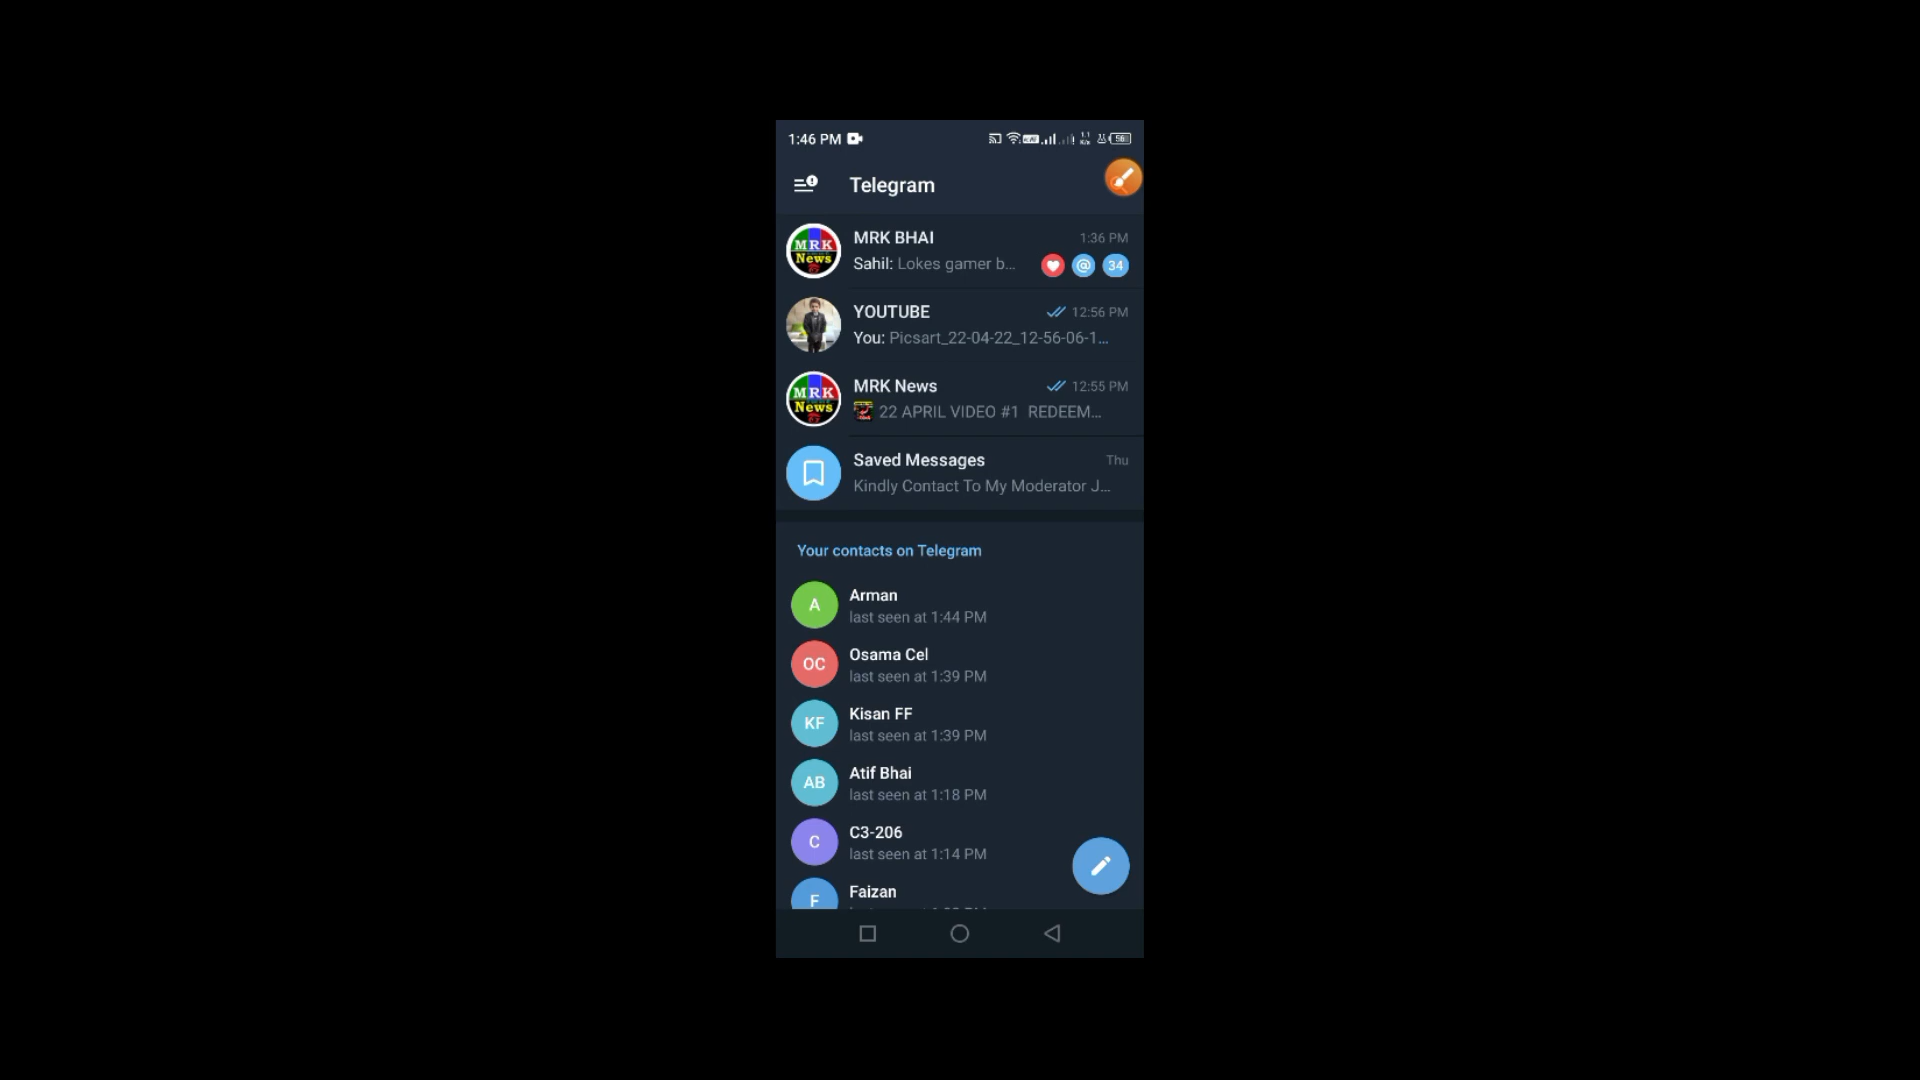 1:46 PM
56
Telegram
MRK News
MRK BHAI
1:36 PM
Sahil: Lokes gamer b...
@
34
YOUTUBE
12:56 PM
You: Picsart_22-04-22_12-56-06-1...
MRK News
MRK News
12:55 PM
22 APRIL VIDEO #1 REDEEM...
Saved Messages
Thu
Kindly Contact To My Moderator J...
Your contacts on Telegram
A
Arman
last seen at 1:44 PM
OC
Osama Cel
last seen at 1:39 PM
KF
Kisan FF
last seen at 1:39 PM
AB
Atif Bhai
last seen at 1:18 PM
C
C3-206
last seen at 1:14 PM
F
Faizan